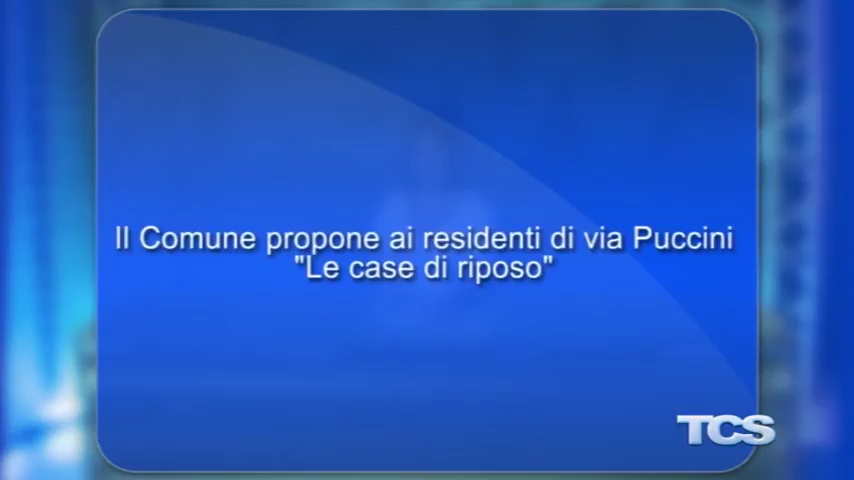 Il Comune propone ai residenti di via Puccini
"Le case di riposo"
TCS